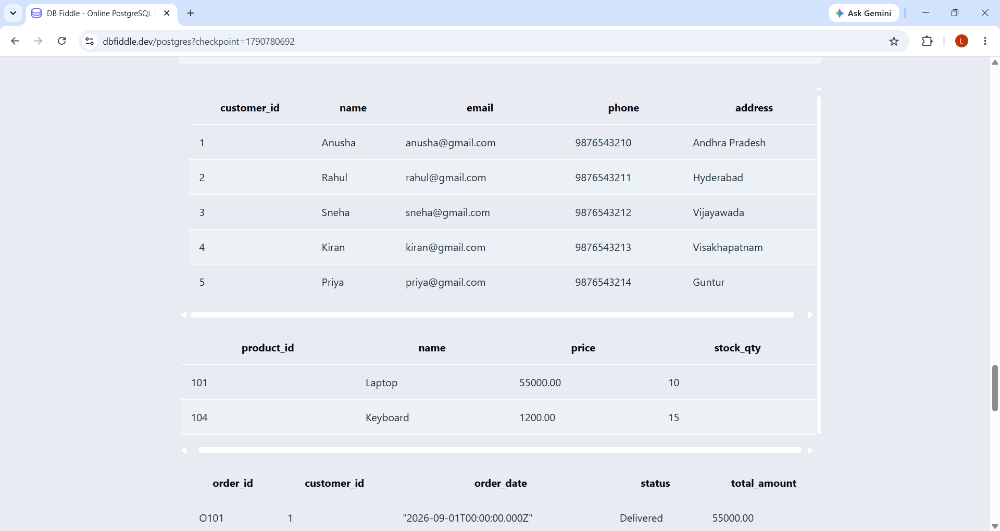 DB Fiddle - Online PostgreSQL
Ask Gemini
dbfiddle.dev/postgres?checkpoint=1790780692
L
customer_id name email phone address
1 Anusha anusha@gmail.com 9876543210 Andhra Pradesh
2 Rahul rahul@gmail.com 9876543211 Hyderabad
3 Sneha sneha@gmail.com 9876543212 Vijayawada
4 Kiran kiran@gmail.com 9876543213 Visakhapatnam
5 Priya priya@gmail.com 9876543214 Guntur
product_id name price stock_qty
101 Laptop 55000.00 10
104 Keyboard 1200.00 15
order_id customer_id order_date status total_amount
O101 1 "2026-09-01T00:00:00.000Z" Delivered 55000.00